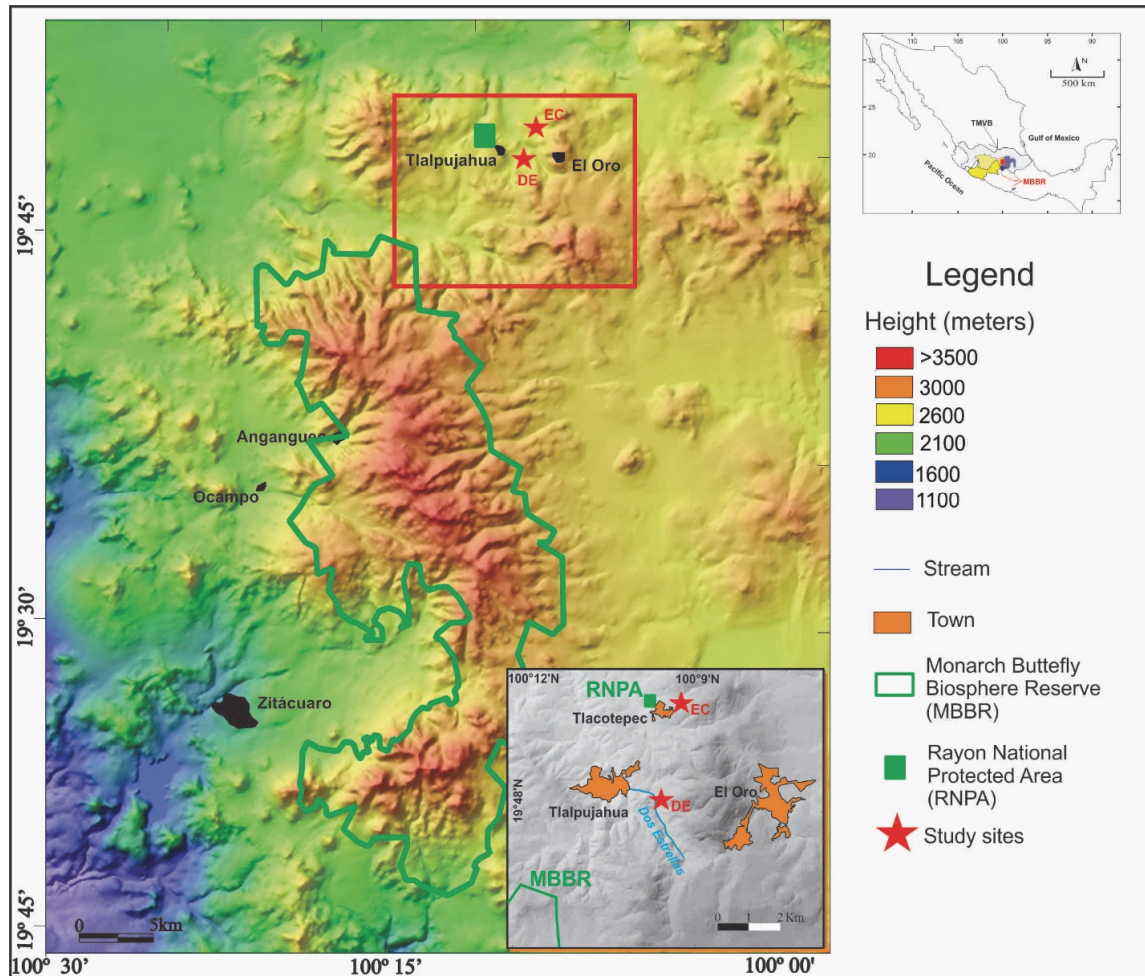 EC
Tlalpujahua
El Oro
DE
19° 45'
Angangueo
Ocampo
19° 30'
Zitácuaro
19° 45'
5km
100° 30'
100° 15'
100° 00'
100°12'N
100°9'N
RNPA
Tlacotepec
EC
19°48'N
El Oro
DE
Tlalpujahua
Dos Estrellas
MBBR
0 1 2 Km
110 105 100 95 90
30
25
20
N
500 km
TMVB
Gulf of Mexico
Pacific Ocean
MBBR
Legend
Height (meters)
>3500
3000
2600
2100
1600
1100
Stream
Town
Monarch Buttefly
Biosphere Reserve
(MBBR)
Rayon National
Protected Area
(RNPA)
Study sites